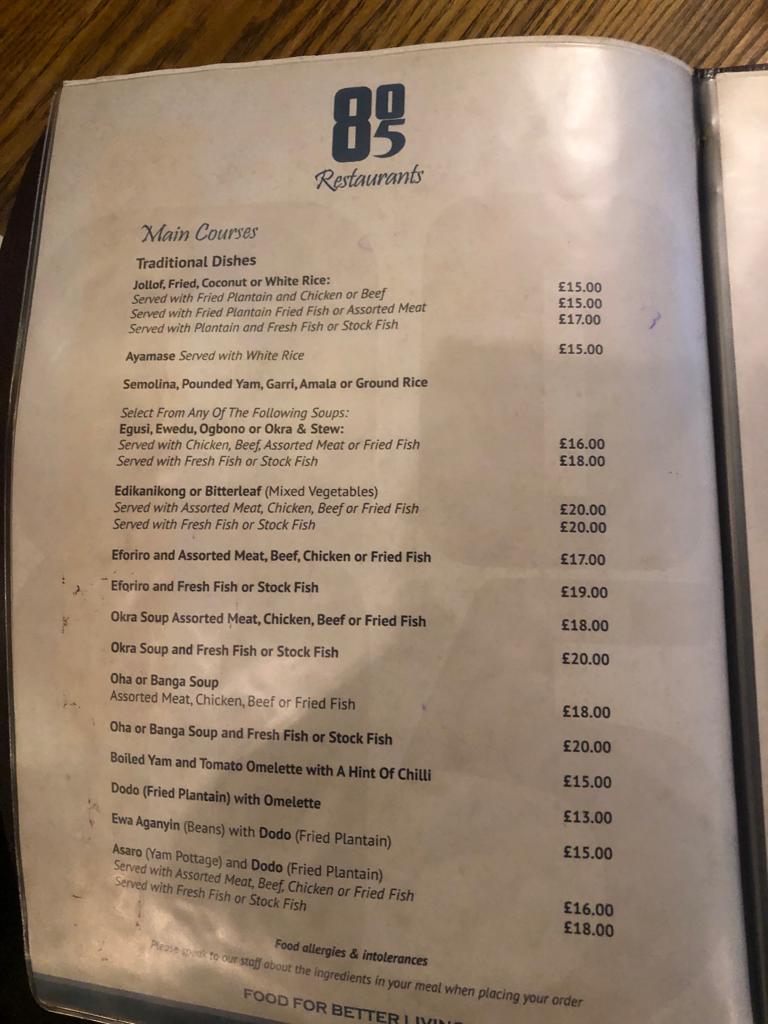 805
Restaurants
Main Courses
Traditional Dishes
Jollof, Fried, Coconut or White Rice:
Served with Fried Plantain and Chicken or Beef £15.00
Served with Fried Plantain Fried Fish or Assorted Meat £15.00
Served with Plantain and Fresh Fish or Stock Fish £17.00
Ayamase Served with White Rice £15.00
Semolina, Pounded Yam, Garri, Amala or Ground Rice
Select From Any Of The Following Soups:
Egusi, Ewedu, Ogbono or Okra & Stew:
Served with Chicken, Beef, Assorted Meat or Fried Fish £16.00
Served with Fresh Fish or Stock Fish £18.00
Edikanikong or Bitterleaf (Mixed Vegetables)
Served with Assorted Meat, Chicken, Beef or Fried Fish £20.00
Served with Fresh Fish or Stock Fish £20.00
Eforiro and Assorted Meat, Beef, Chicken or Fried Fish £17.00
Eforiro and Fresh Fish or Stock Fish £19.00
Okra Soup Assorted Meat, Chicken, Beef or Fried Fish £18.00
Okra Soup and Fresh Fish or Stock Fish £20.00
Oha or Banga Soup
Assorted Meat, Chicken, Beef or Fried Fish £18.00
Oha or Banga Soup and Fresh Fish or Stock Fish £20.00
Boiled Yam and Tomato Omelette with A Hint Of Chilli £15.00
Dodo (Fried Plantain) with Omelette £13.00
Ewa Aganyin (Beans) with Dodo (Fried Plantain) £15.00
Asaro (Yam Pottage) and Dodo (Fried Plantain)
Served with Assorted Meat, Beef, Chicken or Fried Fish £16.00
Served with Fresh Fish or Stock Fish £18.00
Food allergies & intolerances
Please speak to our staff about the ingredients in your meal when placing your order
FOOD FOR BETTER